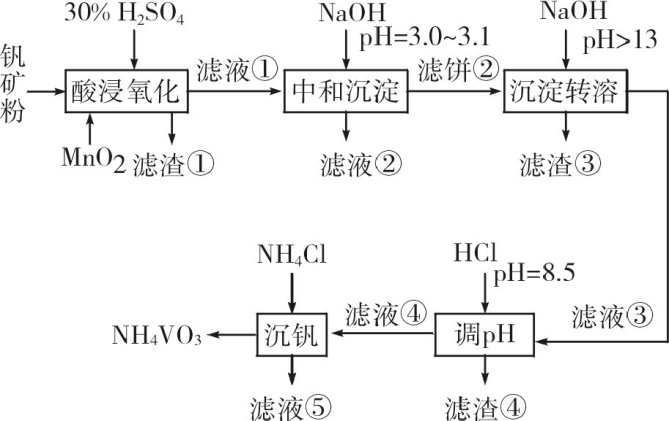 30% H₂SO₄
NaOH
NaOH
pH=3.0~3.1
pH>13
钒矿粉
酸浸氧化
滤液①
中和沉淀
滤饼②
沉淀转溶
MnO₂
滤渣①
滤液②
滤渣③
NH₄Cl
HCl
pH=8.5
NH₄VO₃
沉钒
滤液④
调pH
滤液③
滤液⑤
滤渣④